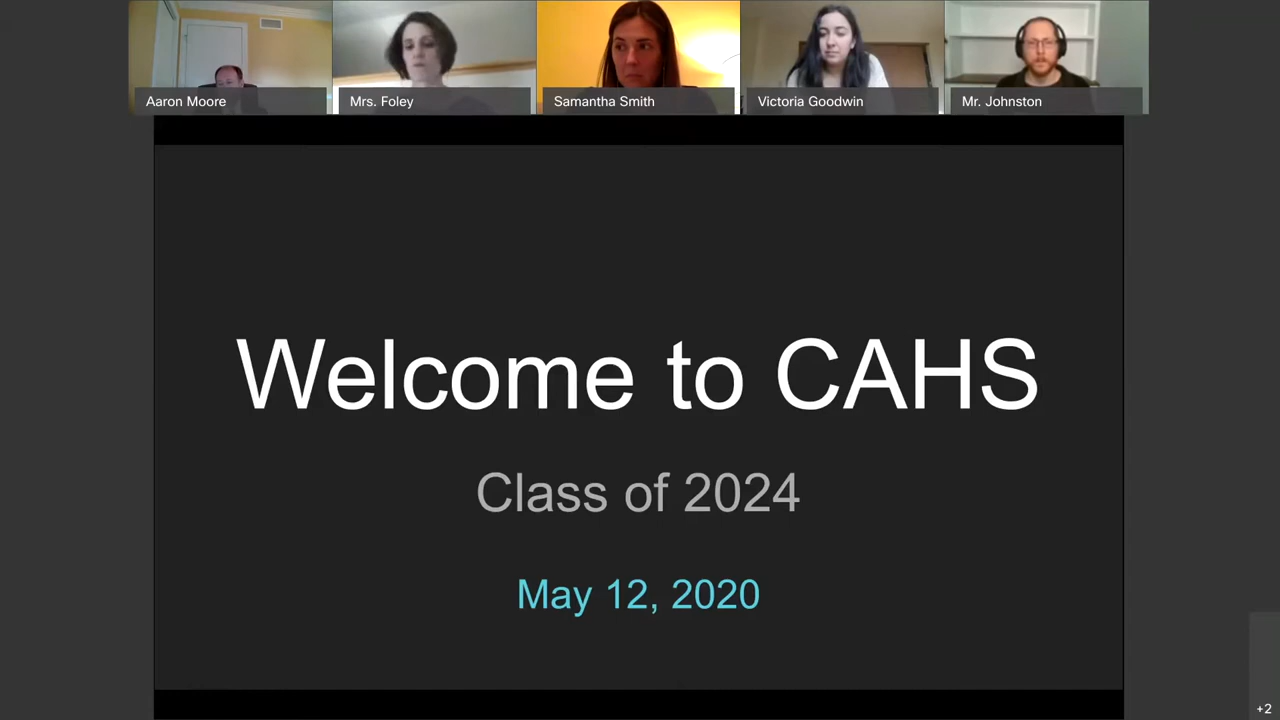 Aaron Moore
Mrs. Foley
Samantha Smith
Victoria Goodwin
Mr. Johnston
Welcome to CAHS
Class of 2024
May 12, 2020
+2